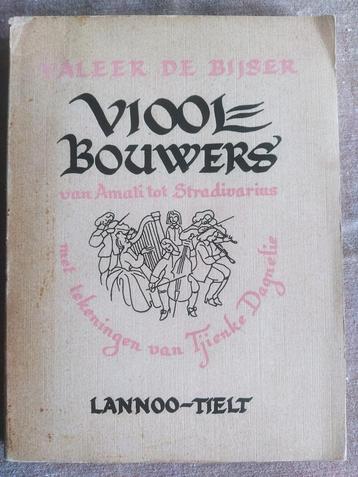 VALEER DE BIJSER
VIOOL
BOUWERS
van Amati tot Stradivarius
met tekeningen van Tjienke Dagnelie
LANNOO-TIELT